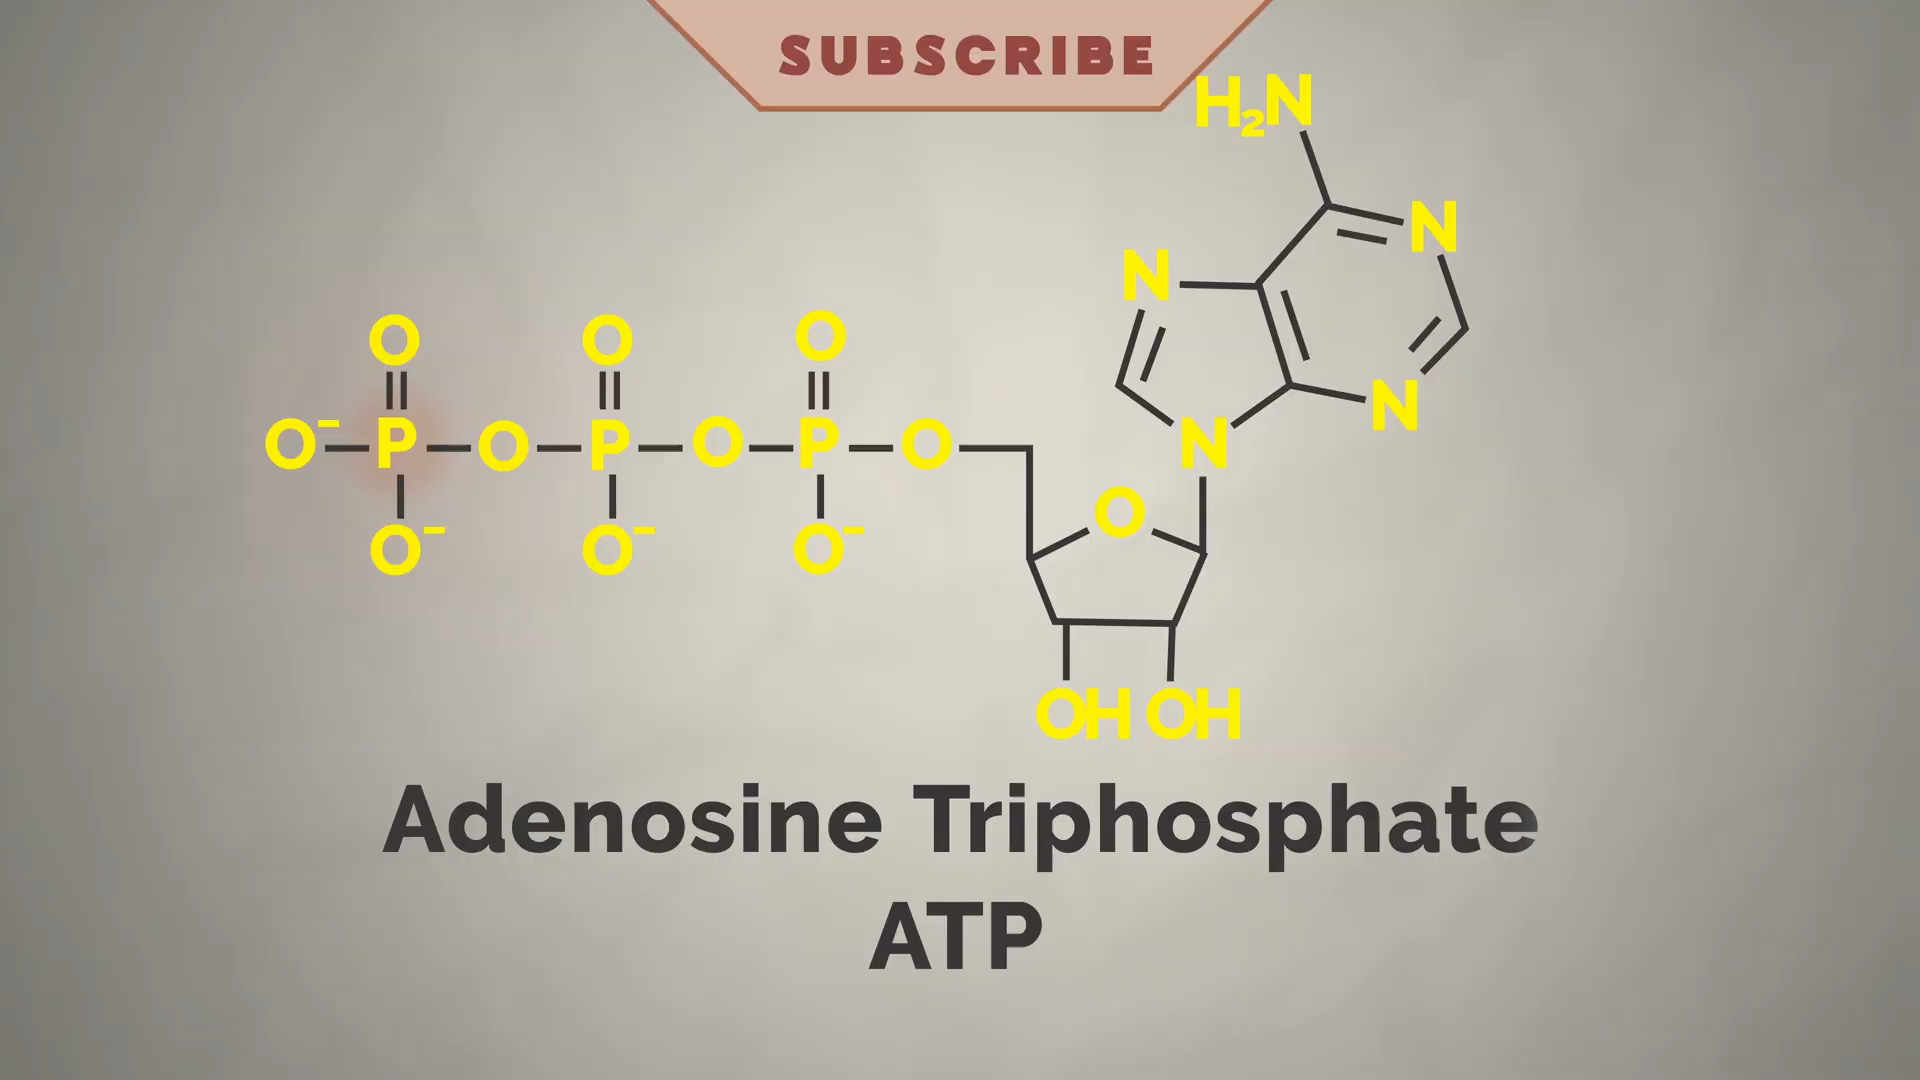 SUBSCRIBE
H₂N
N
N
O O O
N
O⁻ P O P O P O N
O
O⁻ O⁻ O⁻
OH OH
Adenosine Triphosphate
ATP